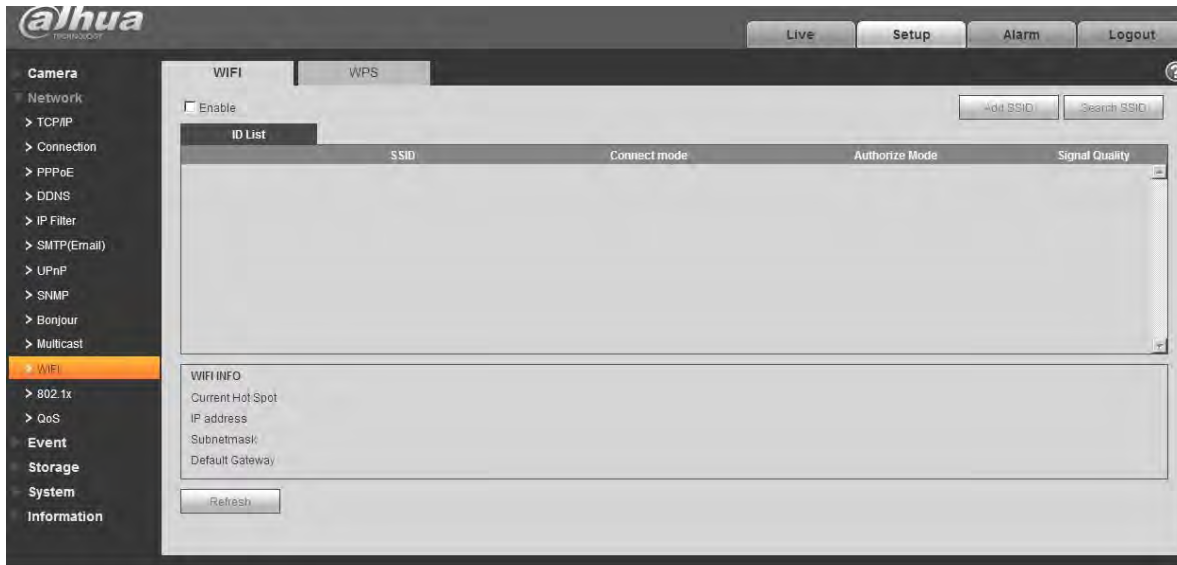 alhua
TECHNOLOGY
Live Setup Alarm Logout
Camera
Network
> TCP/IP
> Connection
> PPPoE
> DDNS
> IP Filter
> SMTP(Email)
> UPnP
> SNMP
> Bonjour
> Multicast
> WIFI
> 802.1x
> QoS
Event
Storage
System
Information
WIFI WPS
?
Enable Add SSID Search SSID
ID List
SSID Connect mode Authorize Mode Signal Quality
WIFI INFO
Current Hot Spot
IP address
Subnetmask
Default Gateway
Refresh